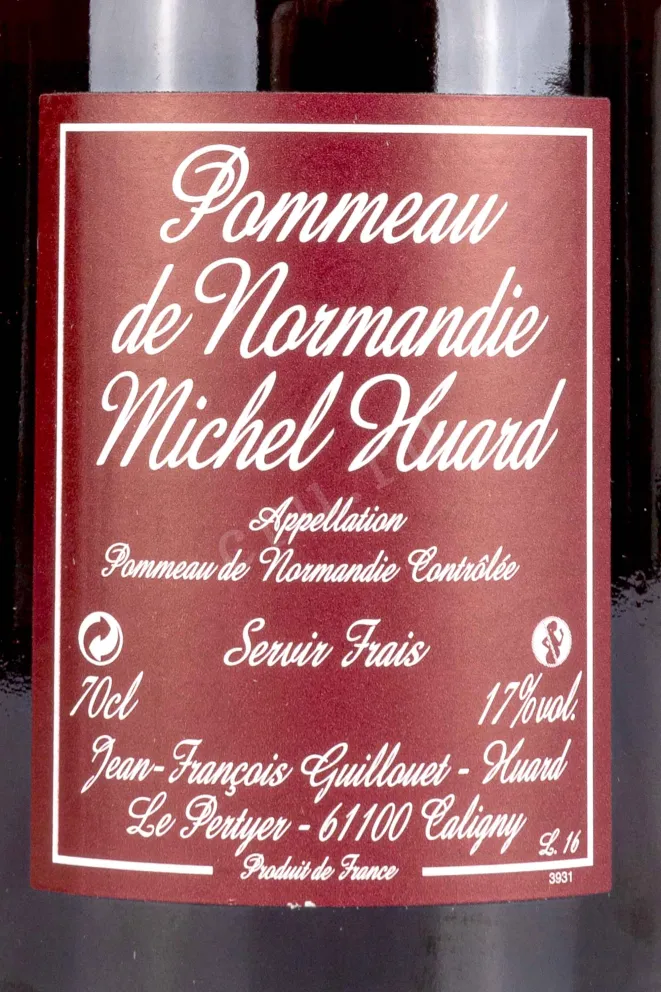 Pommeau
de Normandie
Michel Huard
Appellation
Pommeau de Normandie Contrôlée
Servir Frais
70cl
17%vol.
Jean-François Guillouet - Huard
Le Pertyer - 61100 Caligny
L. 16
Produit de France
3931